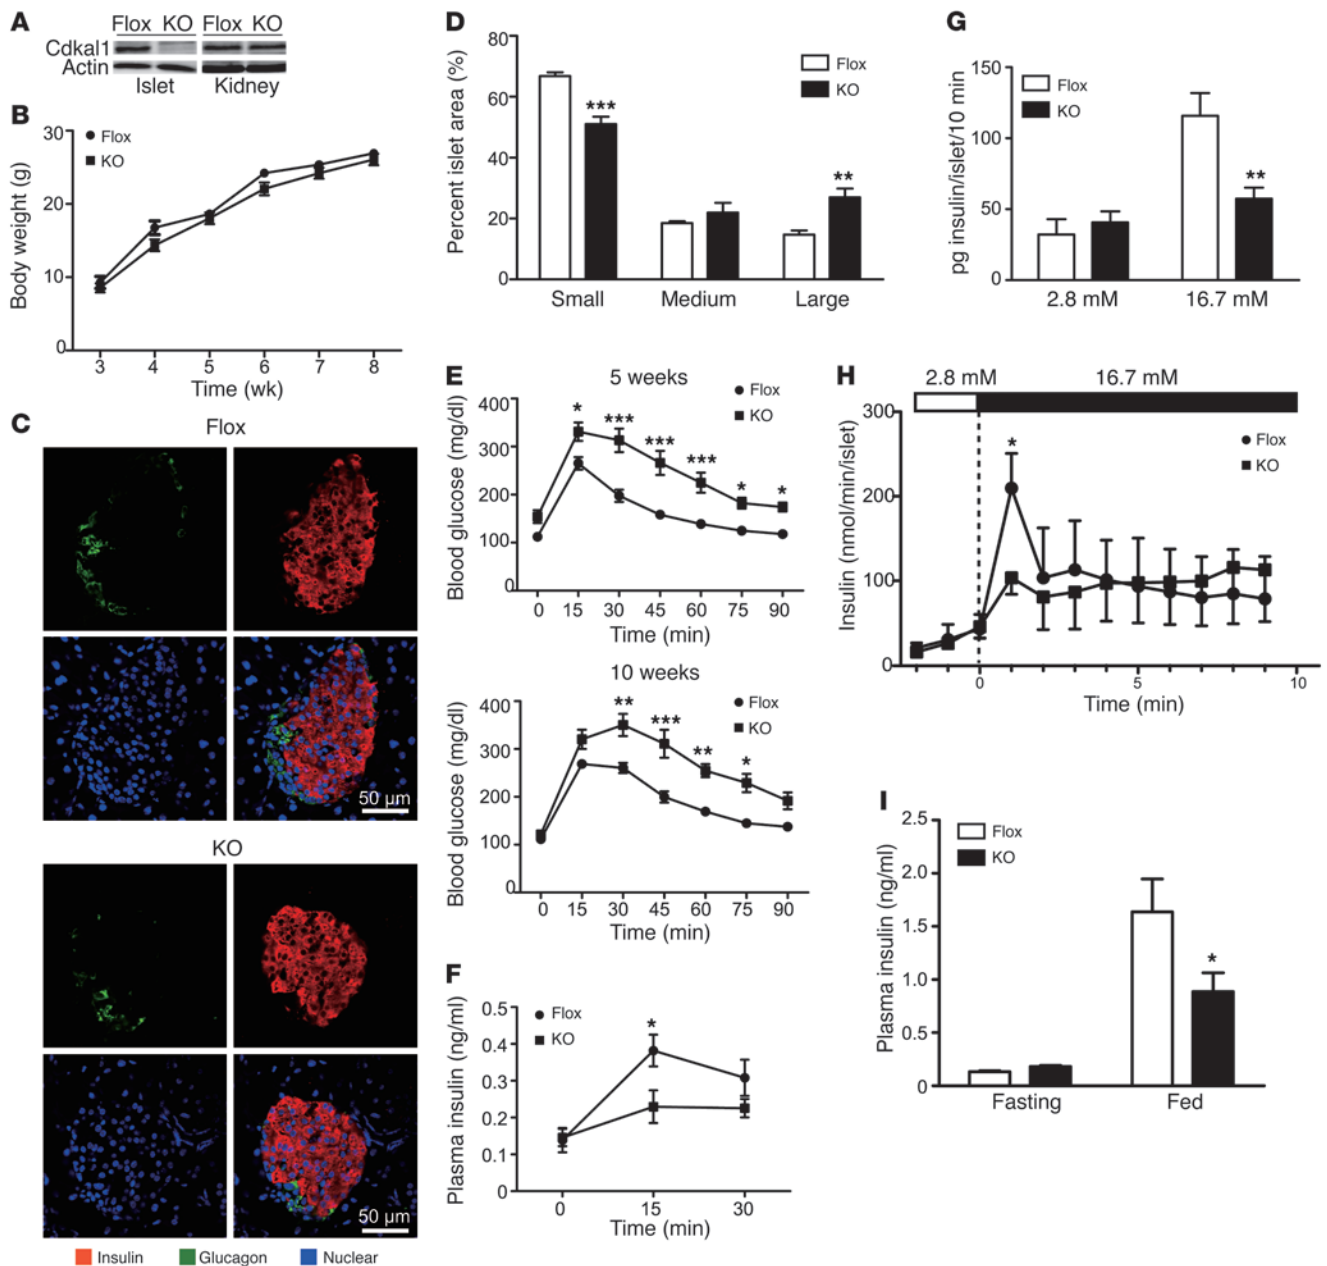 A
Flox KO Flox KO
Cdkal1
Actin
Islet Kidney
B
Body weight (g)
30
20
10
0
Flox
KO
3 4 5 6 7 8
Time (wk)
C
Flox
50 µm
KO
50 µm
Insulin Glucagon Nuclear
D
Percent islet area (%)
80
60
40
20
0
Flox
KO
***
**
Small Medium Large
E
5 weeks
Blood glucose (mg/dl)
400
300
200
100
0
Flox
KO
* *** *** *** * *
0 15 30 45 60 75 90
Time (min)
10 weeks
Blood glucose (mg/dl)
400
300
200
100
0
Flox
KO
** *** ** *
0 15 30 45 60 75 90
Time (min)
F
Plasma insulin (ng/ml)
0.5
0.4
0.3
0.2
0.1
0
Flox
KO
*
0 15 30
Time (min)
G
pg insulin/islet/10 min
150
100
50
0
Flox
KO
**
2.8 mM 16.7 mM
H
2.8 mM 16.7 mM
Insulin (nmol/min/islet)
300
200
100
0
*
Flox
KO
0 5 10
Time (min)
I
Plasma insulin (ng/ml)
2.5
2.0
1.5
1.0
0.5
0
Flox
KO
*
Fasting Fed